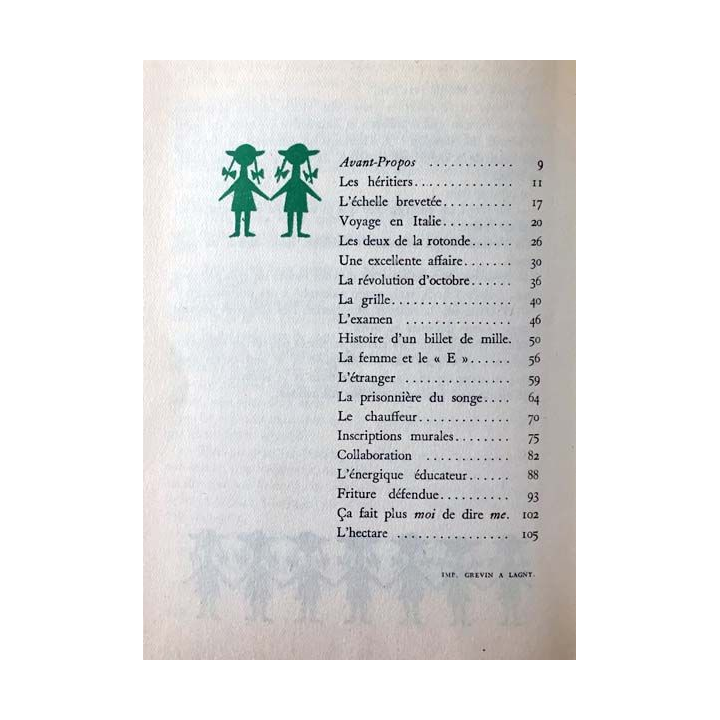 Avant-Propos ............ 9
Les héritiers.............. 11
L'échelle brevetée.......... 17
Voyage en Italie.......... 20
Les deux de la rotonde...... 26
Une excellente affaire....... 30
La révolution d'octobre...... 36
La grille................. 40
L'examen ............... 46
Histoire d'un billet de mille. 50
La femme et le « E »...... 56
L'étranger ............... 59
La prisonnière du songe.... 64
Le chauffeur............. 70
Inscriptions murales........ 75
Collaboration ............ 82
L'énergique éducateur...... 88
Friture défendue.......... 93
Ça fait plus moi de dire me. 102
L'hectare ................ 105
IMP. GREVIN A LAGNY.